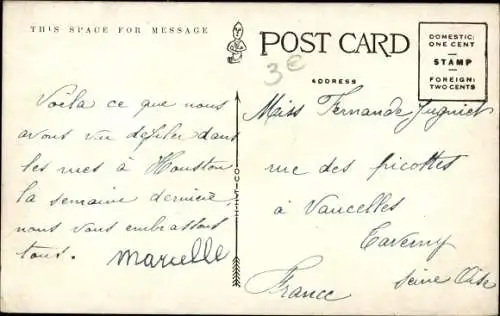 THIS SPACE FOR MESSAGE
POST CARD
DOMESTIC:
ONE CENT
STAMP
FOREIGN:
TWO CENTS
3€
ADDRESS
Voilà ce que nous
avons vu défiler dans
les rues à Houston
la semaine dernière
nous vous embrassons
tous.
Marcelle
Miss Fernande
rue des picottes
à Vaucelles
Taverny
Seine Oise
France